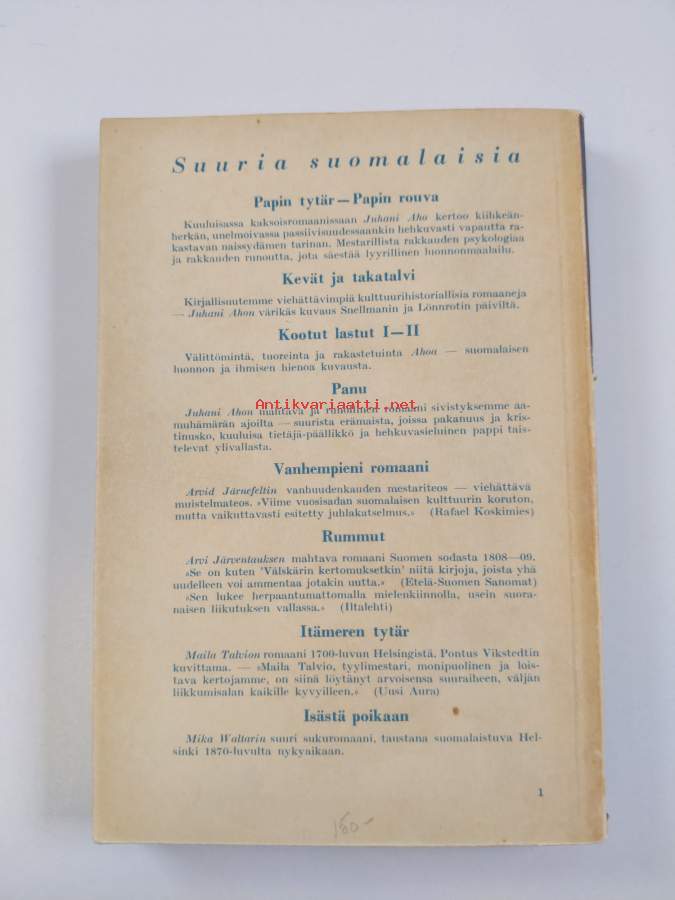 Suuria suomalaisia
Papin tytär — Papin rouva
Kuuluisassa kaksoisromaanissaan Juhani Aho kertoo kiihkeän-
herkän, unelmoivassa passiivisuudessaankin hehkuvasti vapautta ra-
kastavan naissydämen tarinan. Mestarillista rakkauden psykologiaa
ja rakkauden runoutta, jota säestää lyyrillinen luonnonmaalailu.
Kevät ja takatalvi
Kirjallisuutemme viehättävimpiä kulttuurihistoriallisia romaaneja
— Juhani Ahon värikäs kuvaus Snellmanin ja Lönnrotin päiviltä.
Kootut lastut I—II
Välittömintä, tuoreinta ja rakastetuinta Ahoa — suomalaisen
luonnon ja ihmisen hienoa kuvausta.
Panu
Antikvariaatti.net
Juhani Ahon mahtava ja runollinen romaani sivistyksemme aa-
muhämärän ajoilta — suurista erämaista, joissa pakanuus ja kris-
tinusko, kuuluisa tietäjä-päällikkö ja hehkuvasieluinen pappi tais-
televat ylivallasta.
Vanhempieni romaani
Arvid Järnefeltin vanhuudenkauden mestariteos — viehättävä
muistelmateos. »Viime vuosisadan suomalaisen kulttuurin koruton,
mutta vaikuttavasti esitetty juhlakatselmus.» (Rafael Koskimies)
Rummut
Arvi Järventauksen mahtava romaani Suomen sodasta 1808—09.
»Se on kuten 'Välskärin kertomuksetkin' niitä kirjoja, joista yhä
uudelleen voi ammentaa jotakin uutta.» (Etelä-Suomen Sanomat)
»Sen lukee herpaantumattomalla mielenkiinnolla, usein suora-
naisen liikutuksen vallassa.» (Iltalehti)
Itämeren tytär
Maila Talvion romaani 1700-luvun Helsingistä. Pontus Vikstedtin
kuvittama. — »Maila Talvio, tyylimestari, monipuolinen ja lois-
tava kertojamme, on siinä löytänyt arvoisensa suuraiheen, väljän
liikkumisalan kaikille kyvyilleen.» (Uusi Aura)
Isästä poikaan
Mika Waltarin suuri sukuromaani, taustana suomalaistuva Hel-
sinki 1870-luvulta nykyaikaan.
1
150-